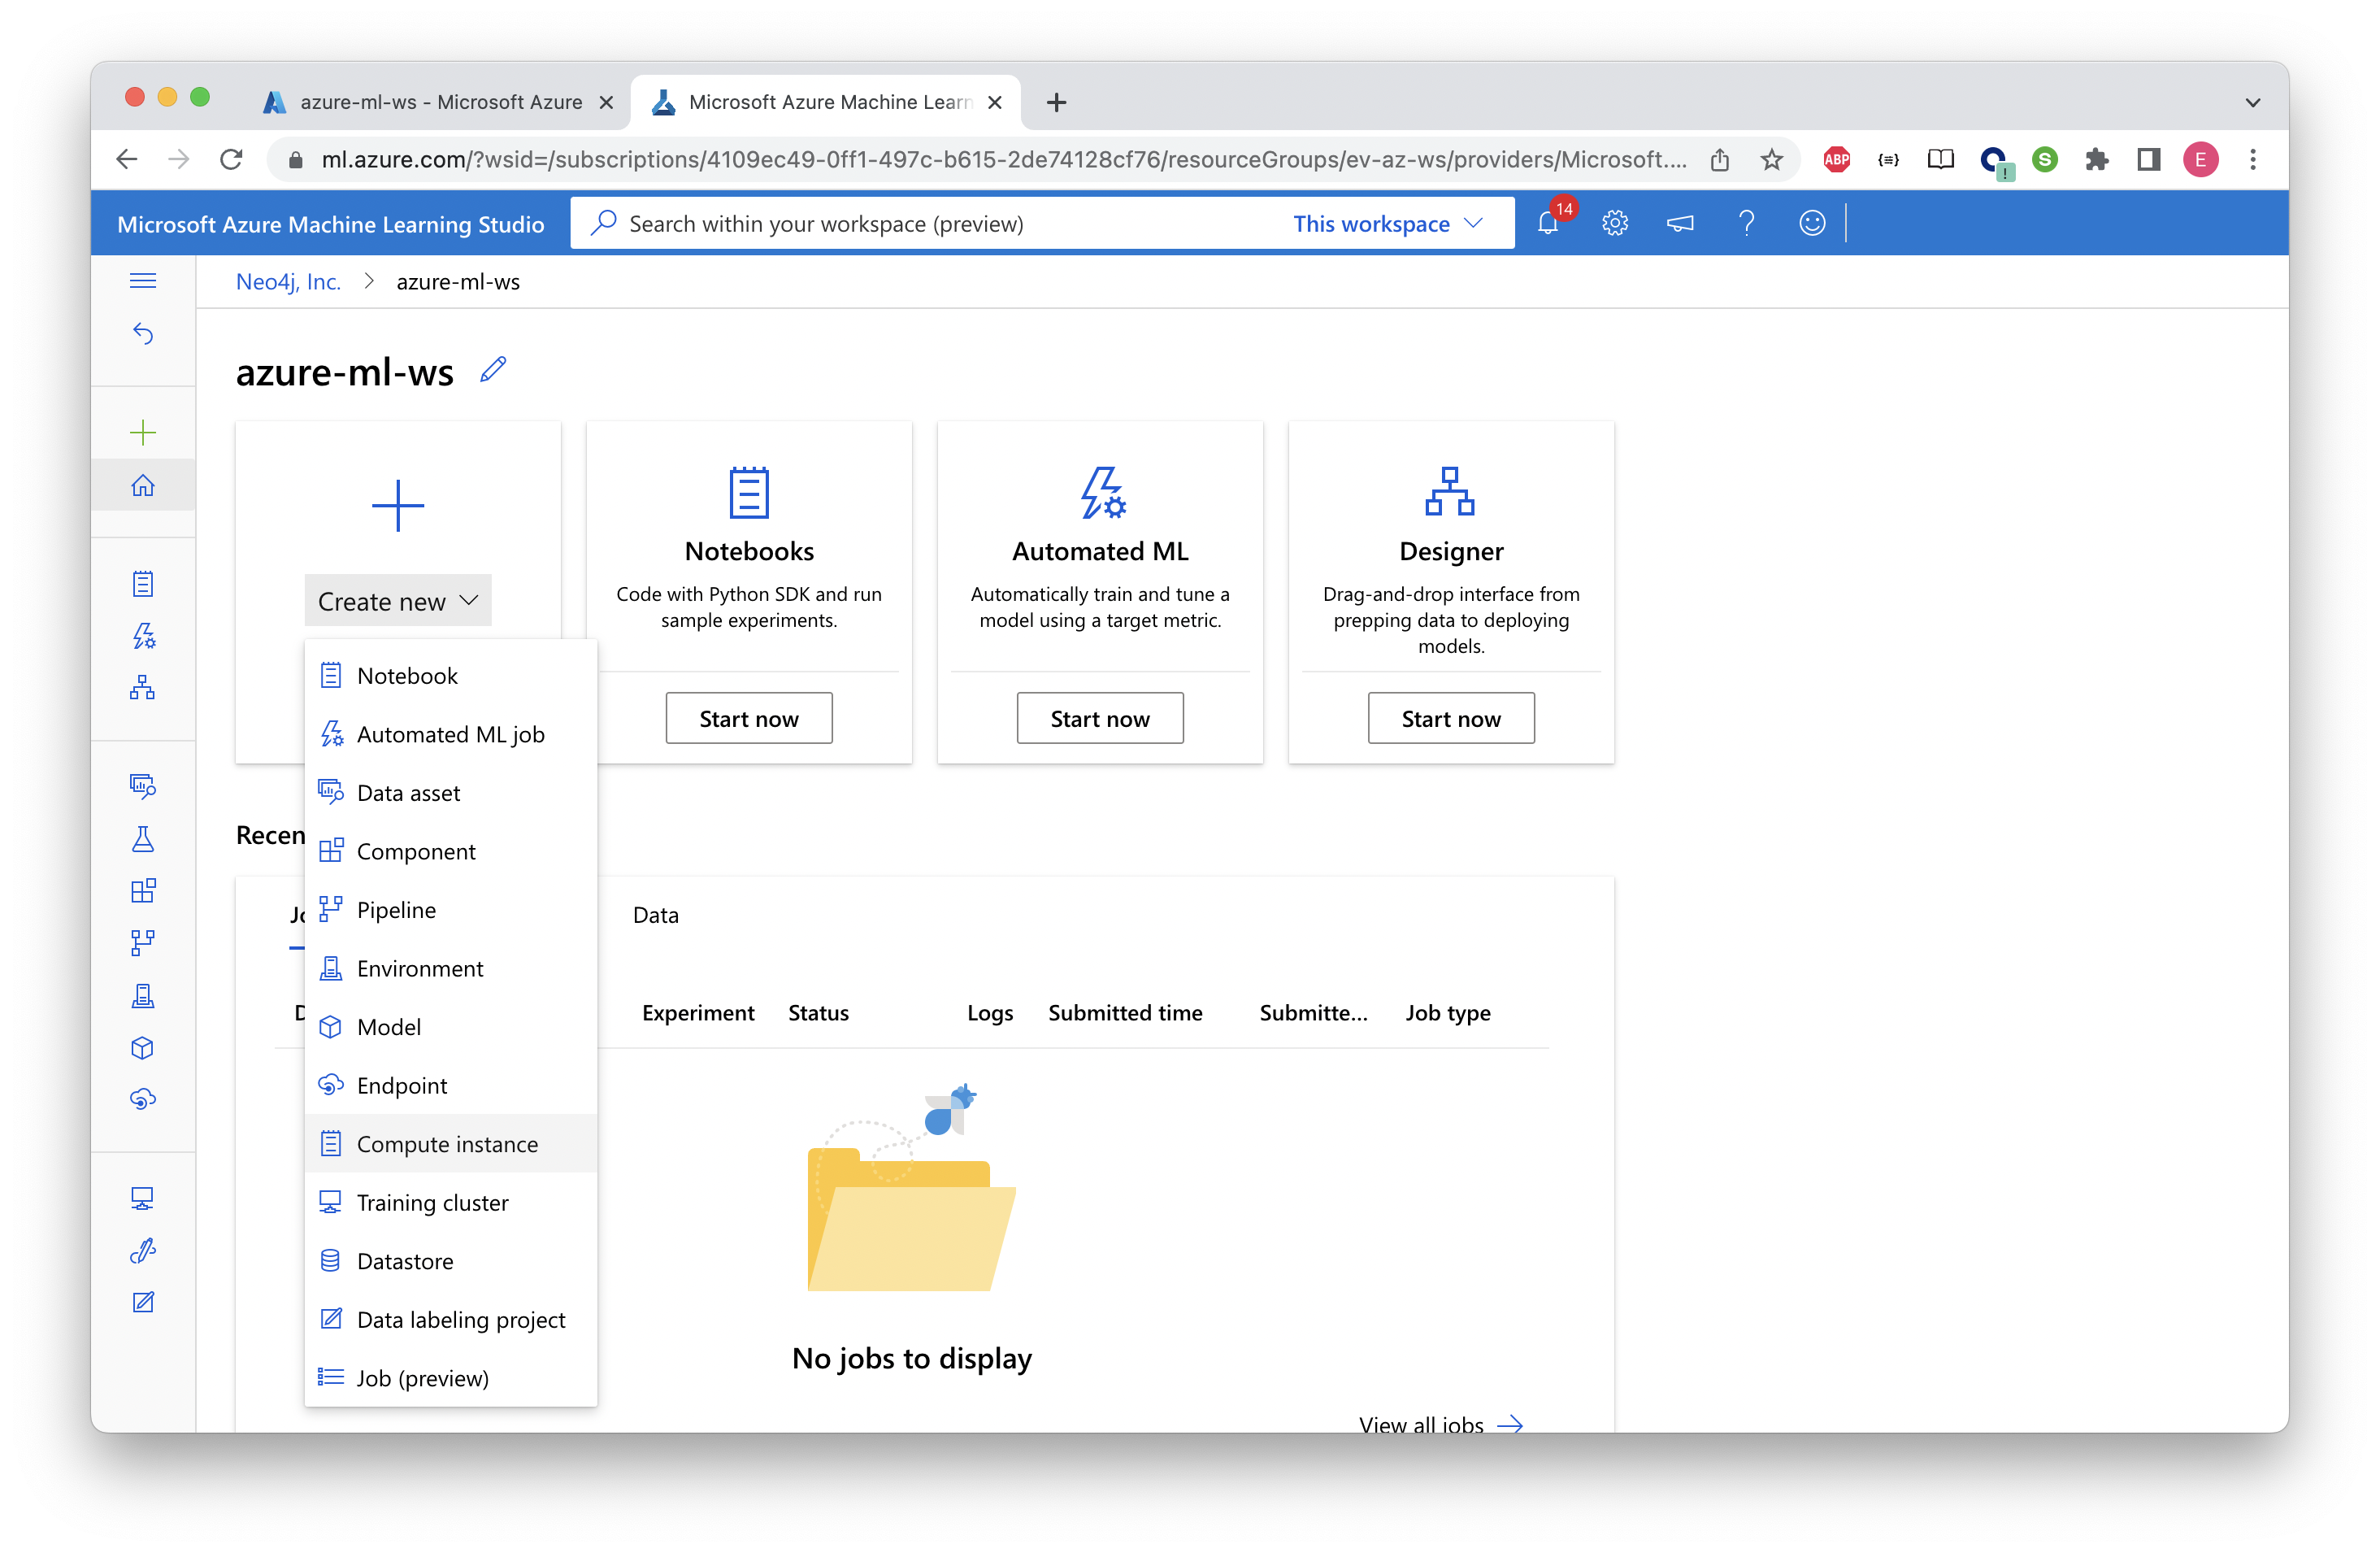 azure-ml-ws - Microsoft Azure
Microsoft Azure Machine Learn
ml.azure.com/?wsid=/subscriptions/4109ec49-0ff1-497c-b615-2de74128cf76/resourceGroups/ev-az-ws/providers/Microsoft....
ABP
{≡}
!
S
E
Microsoft Azure Machine Learning Studio
Search within your workspace (preview)
This workspace
14
Neo4j, Inc. > azure-ml-ws
azure-ml-ws
Create new
Notebooks
Code with Python SDK and run
sample experiments.
Start now
Automated ML
Automatically train and tune a
model using a target metric.
Start now
Designer
Drag-and-drop interface from
prepping data to deploying
models.
Start now
Notebook
Automated ML job
Data asset
Component
Pipeline
Environment
Model
Endpoint
Compute instance
Training cluster
Datastore
Data labeling project
Job (preview)
Recen
Jo
Data
D
Experiment
Status
Logs
Submitted time
Submitte...
Job type
No jobs to display
View all jobs